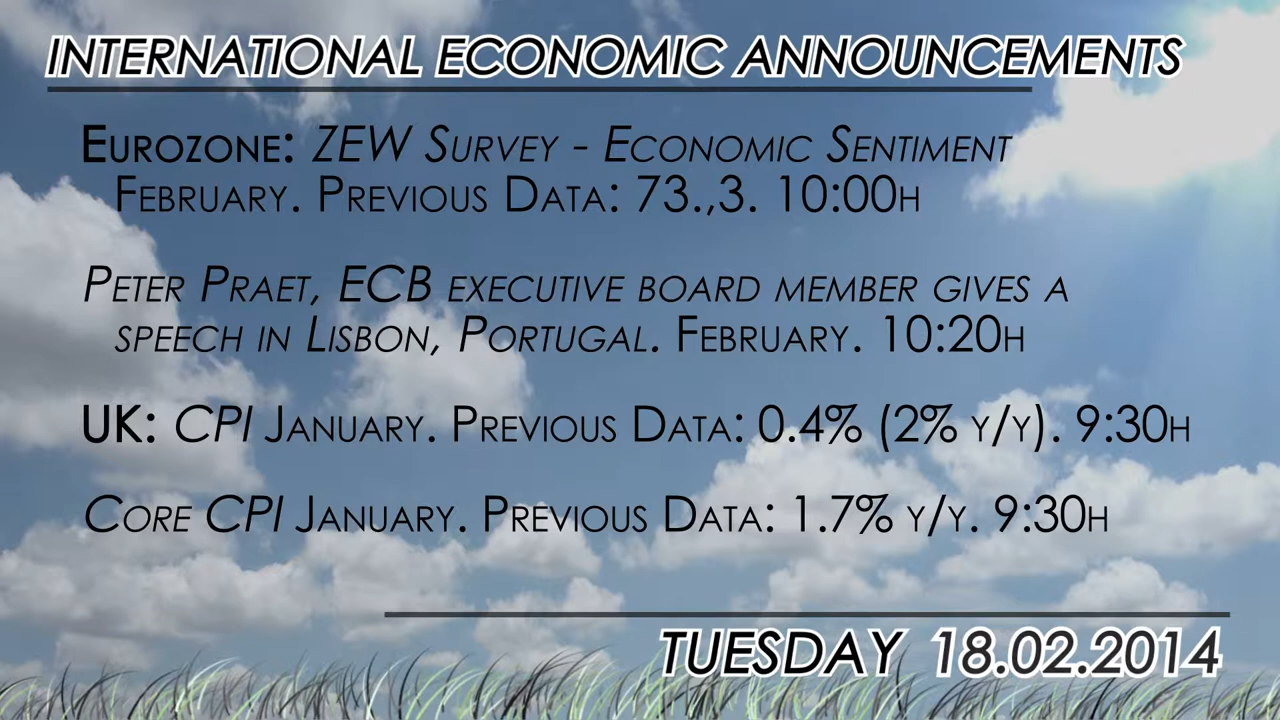 INTERNATIONAL ECONOMIC ANNOUNCEMENTS
EUROZONE: ZEW SURVEY - ECONOMIC SENTIMENT
FEBRUARY. PREVIOUS DATA: 73.,3. 10:00H
PETER PRAET, ECB EXECUTIVE BOARD MEMBER GIVES A
SPEECH IN LISBON, PORTUGAL. FEBRUARY. 10:20H
UK: CPI JANUARY. PREVIOUS DATA: 0.4% (2% Y/Y). 9:30H
CORE CPI JANUARY. PREVIOUS DATA: 1.7% Y/Y. 9:30H
TUESDAY 18.02.2014